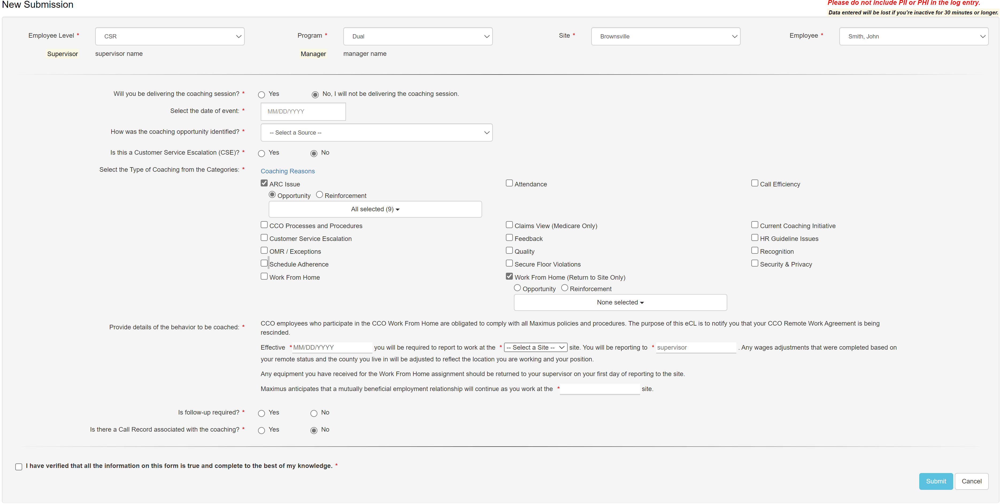 New Submission
Please do not include PII or PHI in the log entry.
Data entered will be lost if you're inactive for 30 minutes or longer.
Employee Level * CSR Program * Dual Site * Brownsville Employee * Smith, John
Supervisor supervisor name Manager manager name
Will you be delivering the coaching session? * Yes No, I will not be delivering the coaching session.
Select the date of event: * MM/DD/YYYY
How was the coaching opportunity identified? * -- Select a Source --
Is this a Customer Service Escalation (CSE)? * Yes No
Select the Type of Coaching from the Categories: * Coaching Reasons
ARC Issue Attendance Call Efficiency
Opportunity Reinforcement
All selected (9)
CCO Processes and Procedures Claims View (Medicare Only) Current Coaching Initiative
Customer Service Escalation Feedback HR Guideline Issues
OMR / Exceptions Quality Recognition
Schedule Adherence Secure Floor Violations Security & Privacy
Work From Home Work From Home (Return to Site Only)
Opportunity Reinforcement
None selected
Provide details of the behavior to be coached: * CCO employees who participate in the CCO Work From Home are obligated to comply with all Maximus policies and procedures. The purpose of this eCL is to notify you that your CCO Remote Work Agreement is being
rescinded.
Effective * MM/DD/YYYY you will be required to report to work at the * -- Select a Site -- site. You will be reporting to * supervisor . Any wages adjustments that were completed based on
your remote status and the county you live in will be adjusted to reflect the location you are working and your position.
Any equipment you have received for the Work From Home assignment should be returned to your supervisor on your first day of reporting to the site.
Maximus anticipates that a mutually beneficial employment relationship will continue as you work at the * site.
Is follow-up required? * Yes No
Is there a Call Record associated with the coaching? * Yes No
I have verified that all the information on this form is true and complete to the best of my knowledge. *
Submit Cancel